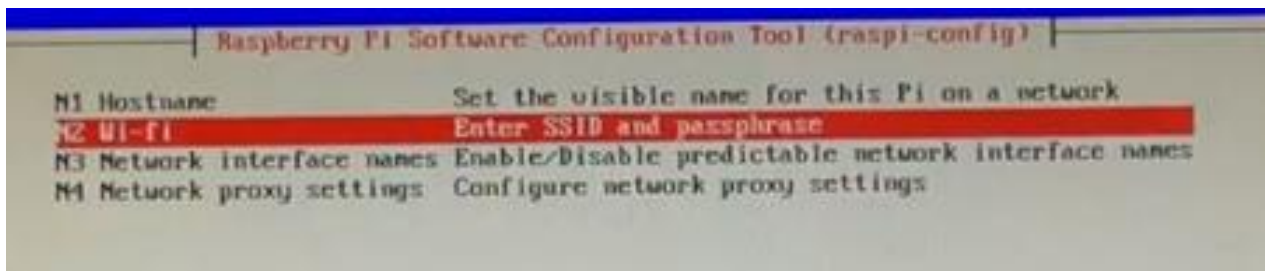 Raspberry Pi Software Configuration Tool (raspi-config)
N1 Hostname Set the visible name for this Pi on a network
N2 Wi-fi Enter SSID and passphrase
N3 Network interface names Enable/Disable predictable network interface names
N4 Network proxy settings Configure network proxy settings